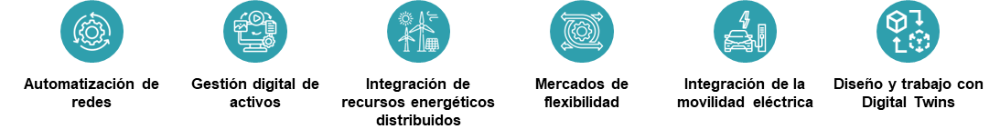 Automatización de
redes
Gestión digital de
activos
Integración de
recursos energéticos
distribuidos
Mercados de
flexibilidad
Integración de la
movilidad eléctrica
Diseño y trabajo con
Digital Twins